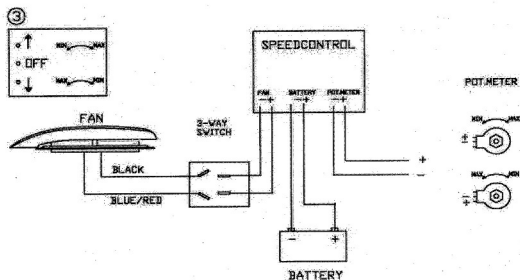 3
↑ MIN MAX
OFF
↓ MAX MIN
SPEEDCONTROL
FAN BATTERY POT.METER
- + - + - +
POT.METER
MIN MAX
±
MAX MIN
∓
FAN
3-WAY
SWITCH
BLACK
BLUE/RED
+
-
- +
BATTERY